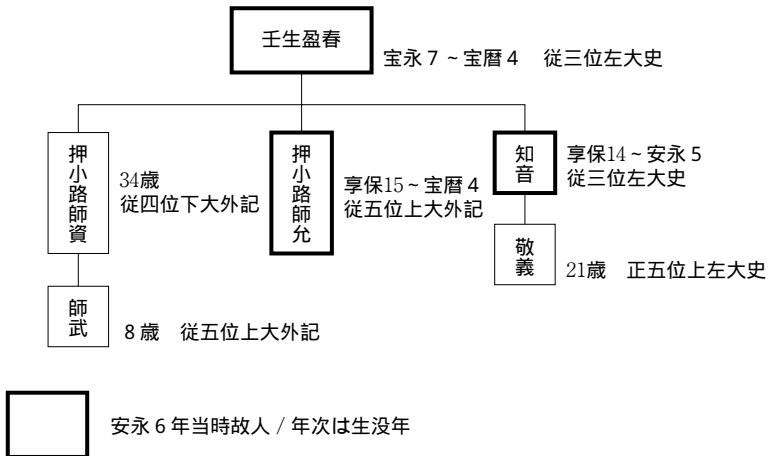 壬生盈春
宝永7~宝暦4　従三位左大史
押小路師資
34歳
従四位下大外記
押小路師允
享保15~宝暦4
従五位上大外記
知音
享保14~安永5
従三位左大史
敬義
21歳　正五位上左大史
師武
8歳　従五位上大外記
安永6年当時故人/年次は生没年